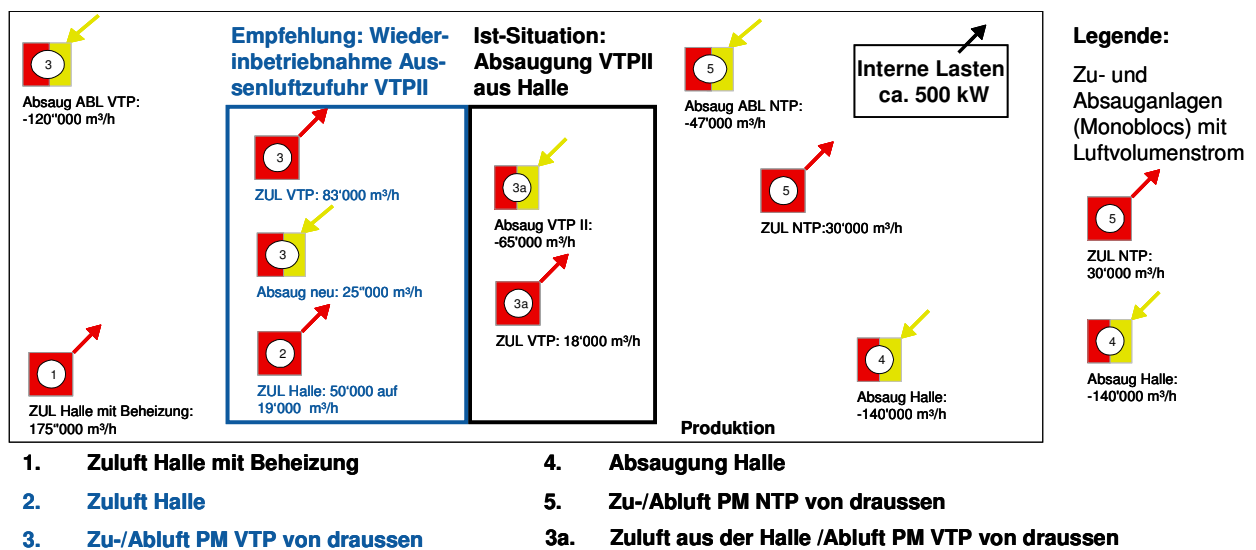 3
Absaug ABL VTP:
-120"000 m³/h
1
ZUL Halle mit Beheizung:
175"000 m³/h
Empfehlung: Wieder-
inbetriebnahme Aus-
senluftzufuhr VTPII
3
ZUL VTP: 83'000 m³/h
3
Absaug neu: 25"000 m³/h
2
ZUL Halle: 50'000 auf
19'000 m³/h
Ist-Situation:
Absaugung VTPII
aus Halle
3a
Absaug VTP II:
-65'000 m³/h
3a
ZUL VTP: 18'000 m³/h
5
Absaug ABL NTP:
-47'000 m³/h
5
ZUL NTP:30'000 m³/h
Interne Lasten
ca. 500 kW
4
Absaug Halle:
-140'000 m³/h
Produktion
Legende:
Zu- und
Absauganlagen
(Monoblocs) mit
Luftvolumenstrom
5
ZUL NTP:
30'000 m³/h
4
Absaug Halle:
-140'000 m³/h
1. Zuluft Halle mit Beheizung
2. Zuluft Halle
3. Zu-/Abluft PM VTP von draussen
4. Absaugung Halle
5. Zu-/Abluft PM NTP von draussen
3a. Zuluft aus der Halle /Abluft PM VTP von draussen